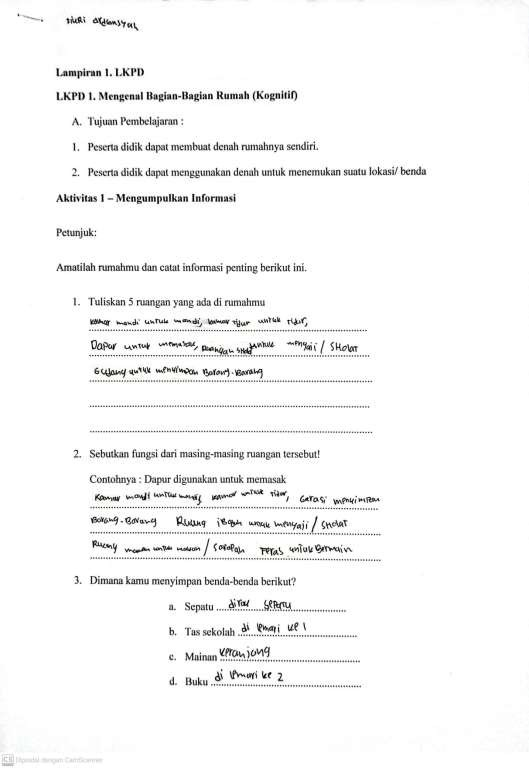 Lampiran 1. LKPD
LKPD 1. Mengenal Bagian-Bagian Rumah (Kognitif)
A. Tujuan Pembelajaran :
1. Peserta didik dapat membuat denah rumahnya sendiri.
2. Peserta didik dapat menggunakan denah untuk menemukan suatu lokasi/ benda
Aktivitas 1 – Mengumpulkan Informasi
Petunjuk:
Amatilah rumahmu dan catat informasi penting berikut ini.
1. Tuliskan 5 ruangan yang ada di rumahmu
kamar mandi untuk mandi, kamar tidur untuk tidur,
Dapur untuk memasak, Ruangan untuk mengaji / SHolat
Gudang untuk menyimpan Barang-Barang
2. Sebutkan fungsi dari masing-masing ruangan tersebut!
Contohnya : Dapur digunakan untuk memasak
Kamar mandi untuk mandi, kamar untuk tidur, Garasi menyimpan
Barang-Barang Ruang untuk mengaji / SHolat
Ruang makan untuk makan / Teras untuk Bermain
3. Dimana kamu menyimpan benda-benda berikut?
a. Sepatu di rak sepatu
b. Tas sekolah di lemari ke 1
c. Mainan keranjang
d. Buku di lemari ke 2
CS Dipindai dengan CamScanner